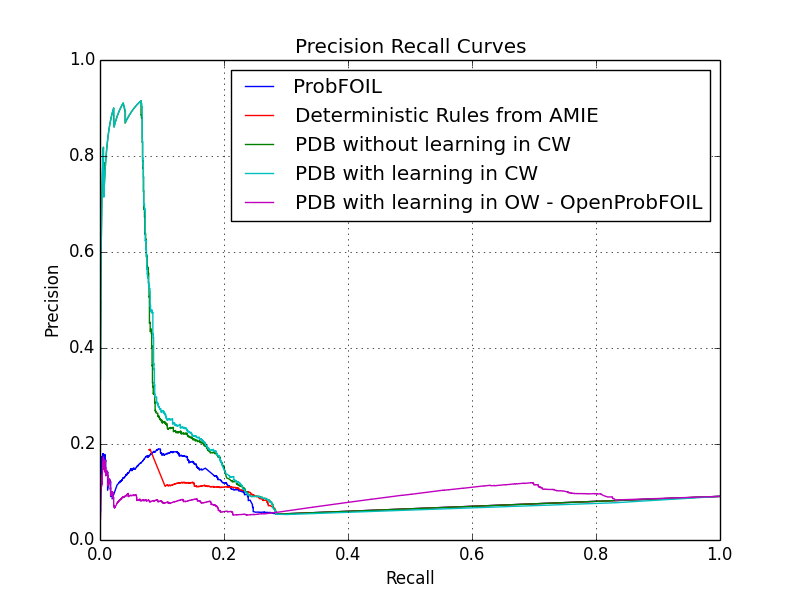 Precision Recall Curves
1.0
0.8
0.6
0.4
0.2
0.0
Precision
ProbFOIL
Deterministic Rules from AMIE
PDB without learning in CW
PDB with learning in CW
PDB with learning in OW - OpenProbFOIL
0.0 0.2 0.4 0.6 0.8 1.0
Recall